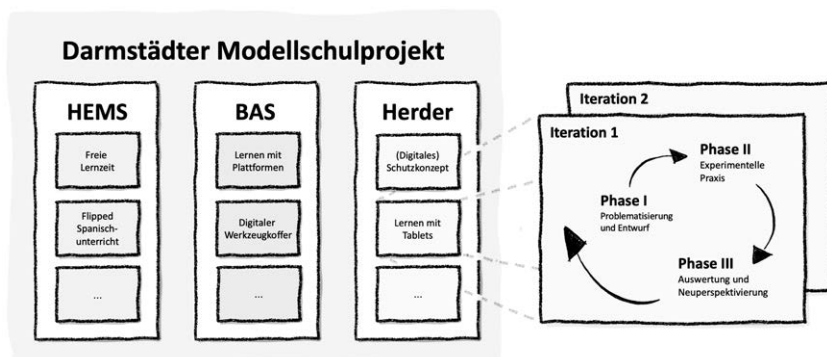 Darmstädter Modellschulprojekt
HEMS
Freie
Lernzeit
Flipped
Spanisch-
unterricht
...
BAS
Lernen mit
Plattformen
Digitaler
Werkzeugkoffer
...
Herder
(Digitales)
Schutzkonzept
Lernen mit
Tablets
...
Iteration 2
Iteration 1
Phase II
Experimentelle
Praxis
Phase I
Problematisierung
und Entwurf
Phase III
Auswertung und
Neuperspektivierung